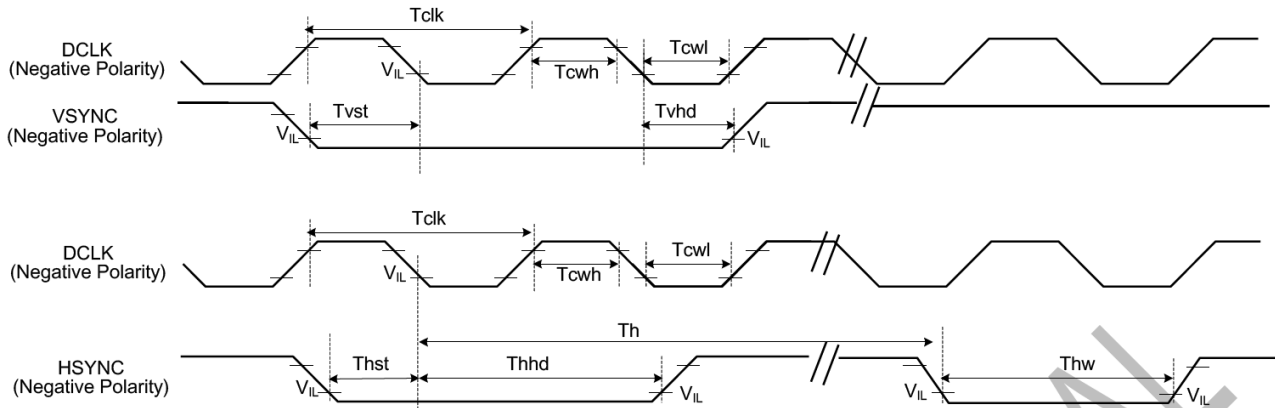 Tclk
DCLK
(Negative Polarity)
Tcwl
VIL
Tcwh
VSYNC
(Negative Polarity)
Tvst
Tvhd
VIL
VIL
Tclk
DCLK
(Negative Polarity)
Tcwl
VIL
Tcwh
Th
HSYNC
(Negative Polarity)
Thst
Thhd
Thw
VIL
VIL
VIL
VIL